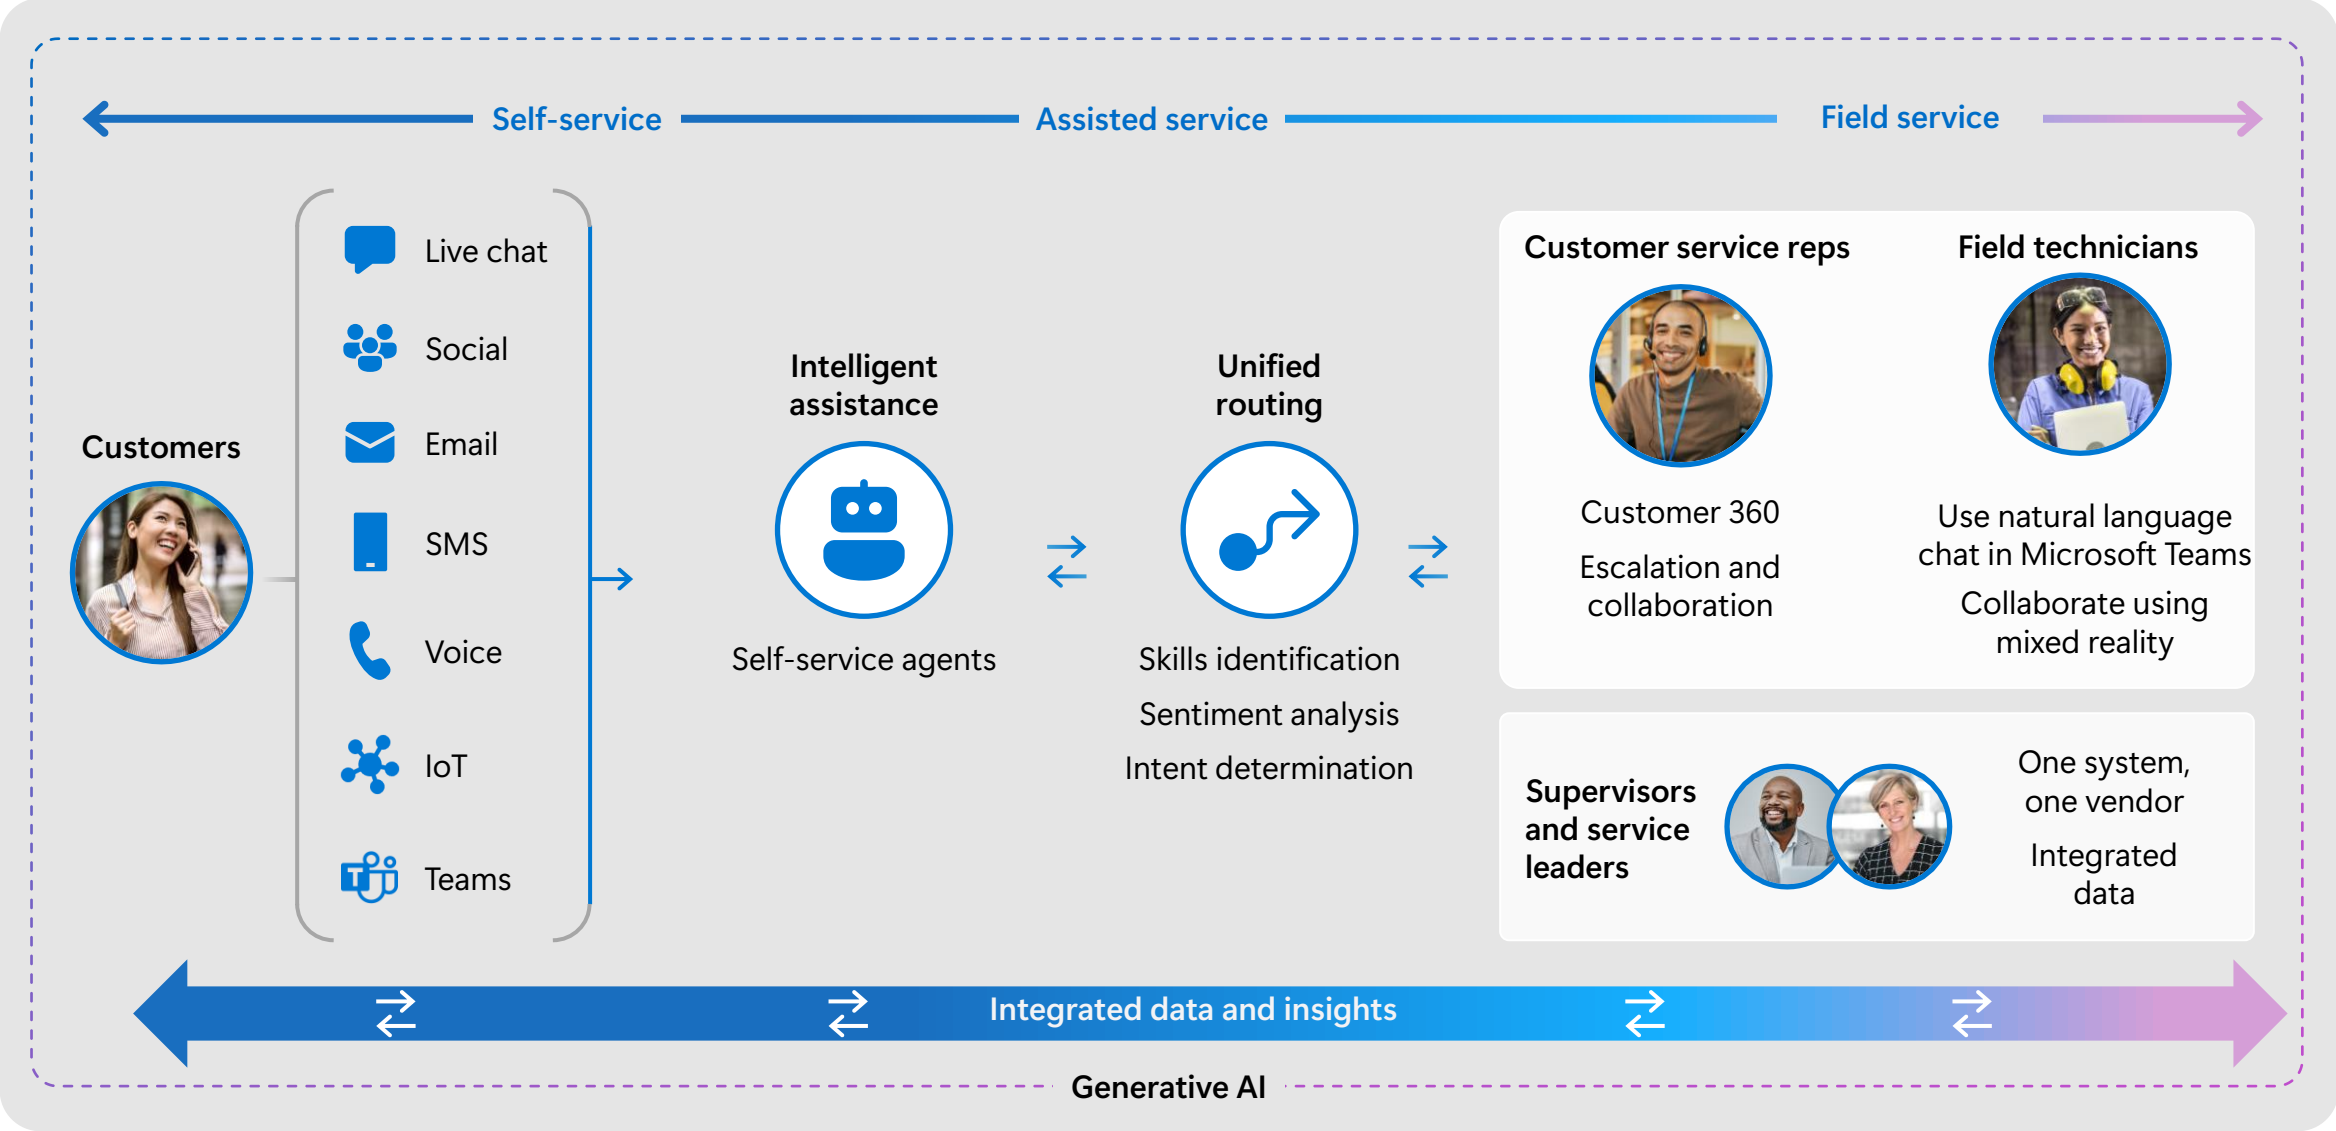 Self-service
Assisted service
Field service
Customers
Live chat
Social
Email
SMS
Voice
IoT
Teams
Intelligent
assistance
Self-service agents
Unified
routing
Skills identification
Sentiment analysis
Intent determination
Customer service reps
Customer 360
Escalation and
collaboration
Field technicians
Use natural language
chat in Microsoft Teams
Collaborate using
mixed reality
Supervisors
and service
leaders
One system,
one vendor
Integrated
data
Integrated data and insights
Generative AI